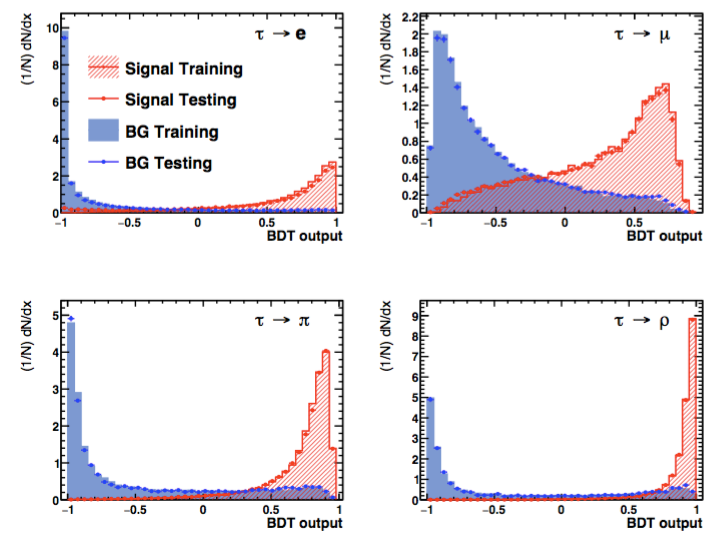 (1/N) dN/dx
10
8
6
4
2
0
τ → e
Signal Training
Signal Testing
BG Training
BG Testing
−1 −0.5 0 0.5 1
BDT output
(1/N) dN/dx
2.2
2
1.8
1.6
1.4
1.2
1
0.8
0.6
0.4
0.2
0
τ → μ
−1 −0.5 0 0.5
BDT output
(1/N) dN/dx
5
4
3
2
1
0
τ → π
−1 −0.5 0 0.5 1
BDT output
(1/N) dN/dx
9
8
7
6
5
4
3
2
1
0
τ → ρ
−1 −0.5 0 0.5 1
BDT output